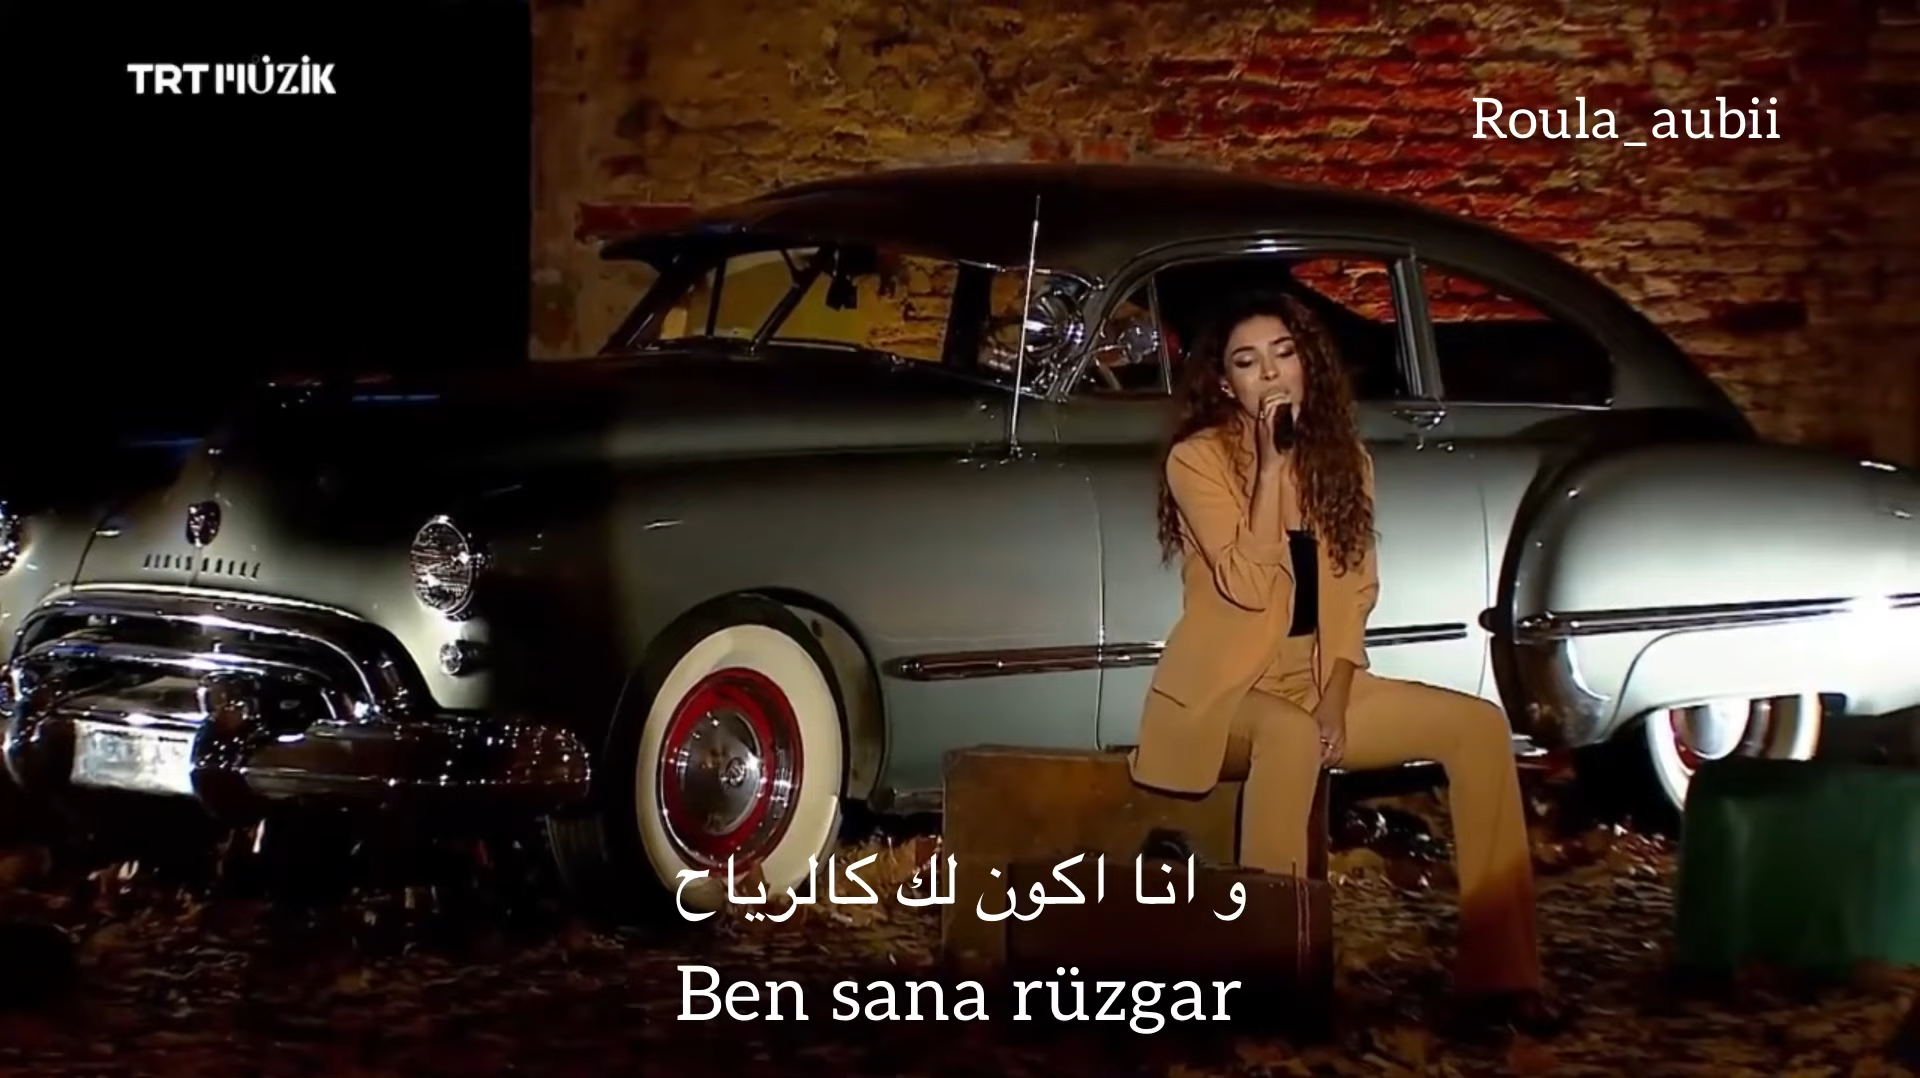 TRT MÜZİK
Roula_aubii
و انا اكون لك كالرياح
Ben sana rüzgar